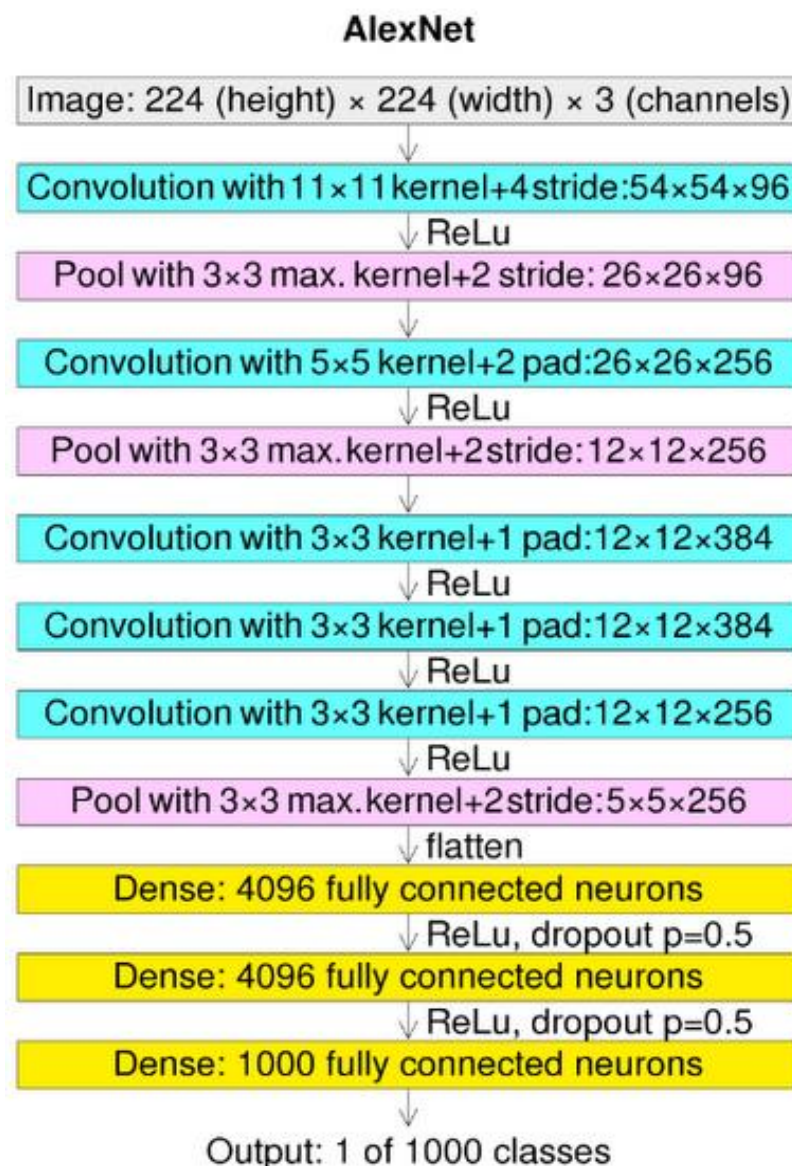 AlexNet
Image: 224 (height) × 224 (width) × 3 (channels)
Convolution with 11×11 kernel+4 stride:54×54×96
ReLu
Pool with 3×3 max. kernel+2 stride: 26×26×96
Convolution with 5×5 kernel+2 pad:26×26×256
ReLu
Pool with 3×3 max.kernel+2stride:12×12×256
Convolution with 3×3 kernel+1 pad:12×12×384
ReLu
Convolution with 3×3 kernel+1 pad:12×12×384
ReLu
Convolution with 3×3 kernel+1 pad:12×12×256
ReLu
Pool with 3×3 max.kernel+2stride:5×5×256
flatten
Dense: 4096 fully connected neurons
ReLu, dropout p=0.5
Dense: 4096 fully connected neurons
ReLu, dropout p=0.5
Dense: 1000 fully connected neurons
Output: 1 of 1000 classes